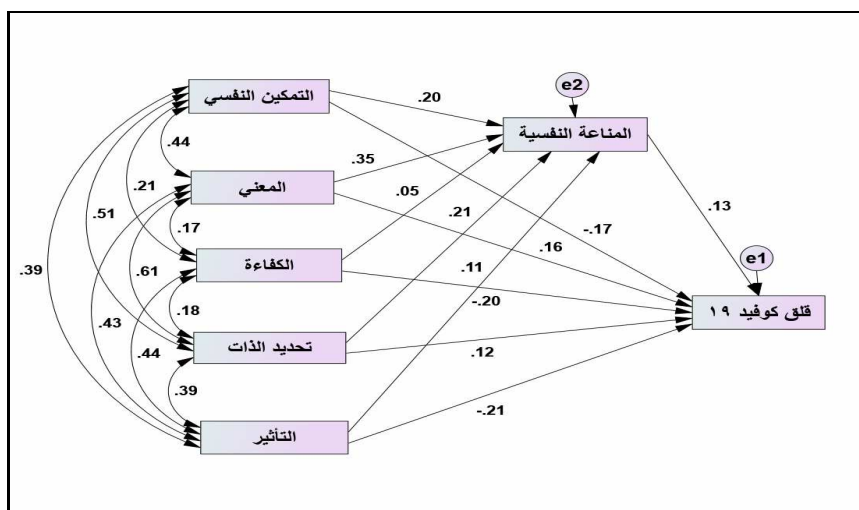 e2
التمكين النفسي
.20
المناعة النفسية
.44
.35
المعني
.21
.05
.13
.51
.17
.21
-.17
.39
.16
e1
الكفاءة
.61
.11
.18
-.20
قلق كوفيد ١٩
.43
تحديد الذات
.44
.12
.39
-.21
التأثير